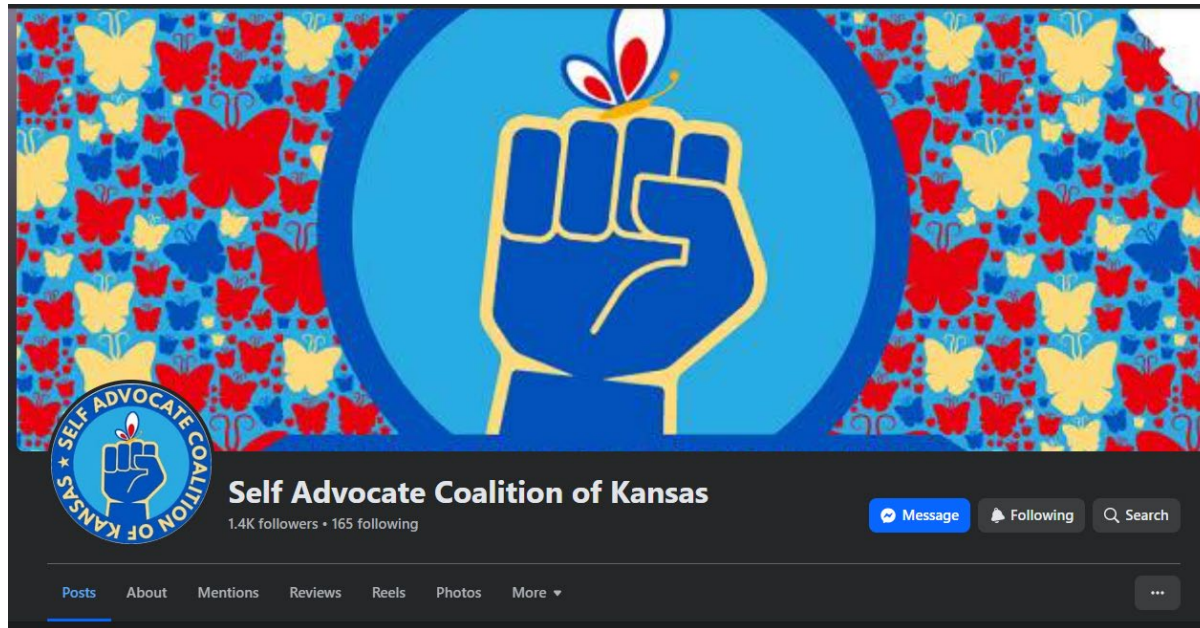 SELF ADVOCATE COALITION OF KANSAS
Self Advocate Coalition of Kansas
1.4K followers • 165 following
Message
Following
Search
Posts
About
Mentions
Reviews
Reels
Photos
More